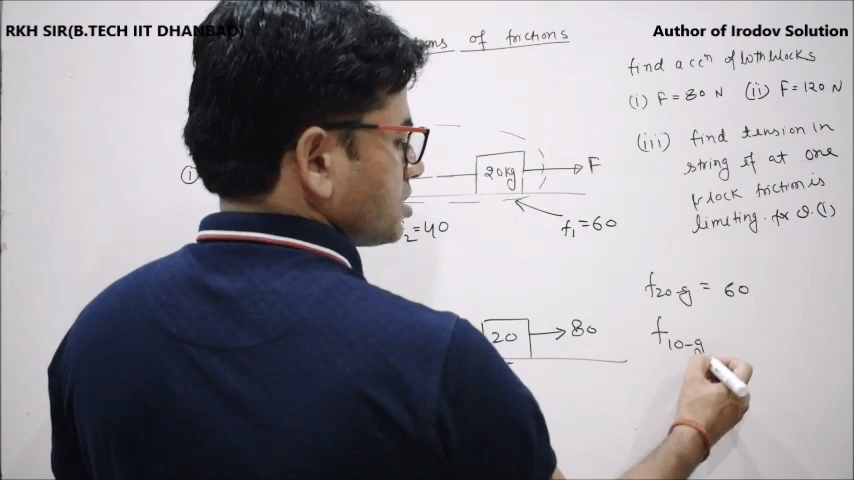 RKH SIR(B.TECH IIT DHANBAD)
Author of Irodov Solution
of frictions
find accⁿ of both blocks
(i) F = 80 N (ii) F = 120 N
(iii) find tension in
string if at one
block friction is
limiting. for Q.(i)
①
20kg
F
₂ = 40
f₁ = 60
f₂₀₋g = 60
20
80
f₁₀₋g